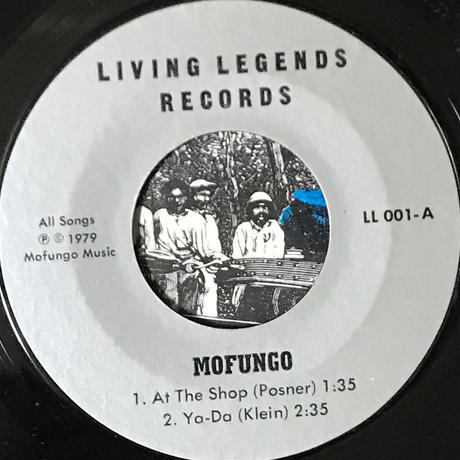 LIVING LEGENDS
RECORDS
All Songs
℗ © 1979
Mofungo Music
LL 001-A
MOFUNGO
1. At The Shop (Posner) 1:35
2. Ya-Da (Klein) 2:35